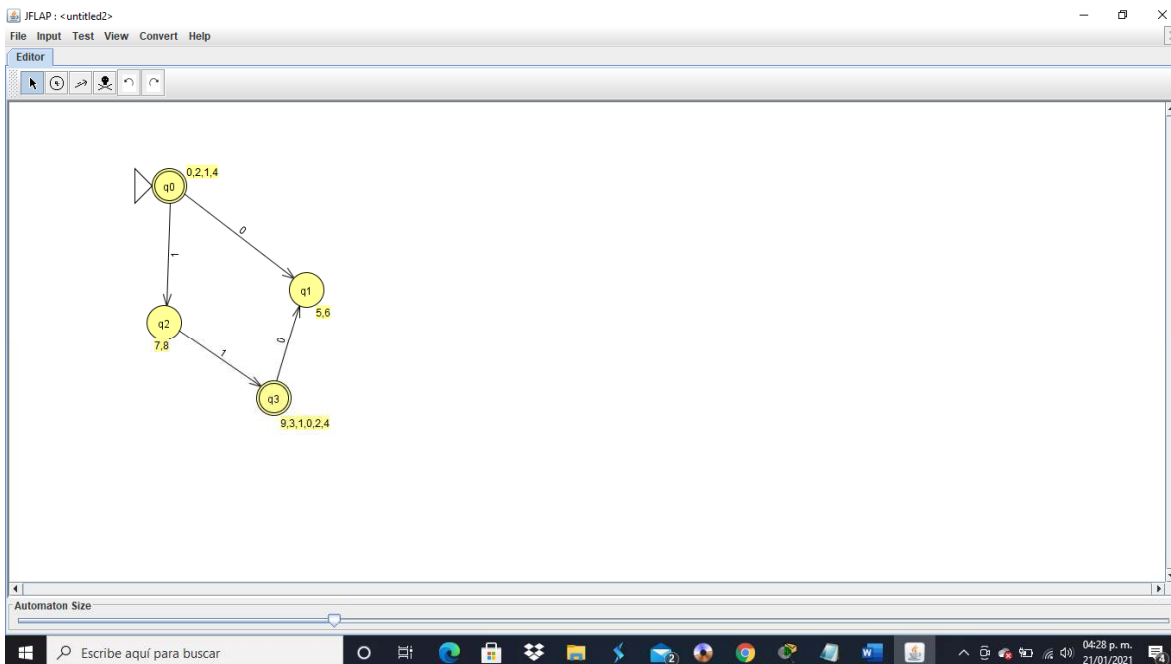 JFLAP : <untitled2>
File Input Test View Convert Help
Editor
q0
0,2,1,4
0
1
q1
5,6
q2
7,8
1
0
q3
9,3,1,0,2,4
Automaton Size
Escribe aquí para buscar
2
W
04:28 p. m.
21/01/2021
4